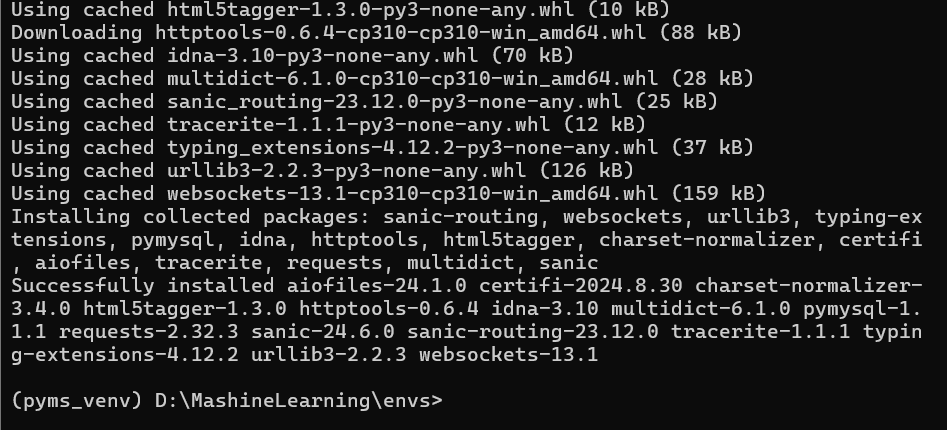 Using cached html5tagger-1.3.0-py3-none-any.whl (10 kB)
Downloading httptools-0.6.4-cp310-cp310-win_amd64.whl (88 kB)
Using cached idna-3.10-py3-none-any.whl (70 kB)
Using cached multidict-6.1.0-cp310-cp310-win_amd64.whl (28 kB)
Using cached sanic_routing-23.12.0-py3-none-any.whl (25 kB)
Using cached tracerite-1.1.1-py3-none-any.whl (12 kB)
Using cached typing_extensions-4.12.2-py3-none-any.whl (37 kB)
Using cached urllib3-2.2.3-py3-none-any.whl (126 kB)
Using cached websockets-13.1-cp310-cp310-win_amd64.whl (159 kB)
Installing collected packages: sanic-routing, websockets, urllib3, typing-ex
tensions, pymysql, idna, httptools, html5tagger, charset-normalizer, certifi
, aiofiles, tracerite, requests, multidict, sanic
Successfully installed aiofiles-24.1.0 certifi-2024.8.30 charset-normalizer-
3.4.0 html5tagger-1.3.0 httptools-0.6.4 idna-3.10 multidict-6.1.0 pymysql-1.
1.1 requests-2.32.3 sanic-24.6.0 sanic-routing-23.12.0 tracerite-1.1.1 typin
g-extensions-4.12.2 urllib3-2.2.3 websockets-13.1
(pyms_venv) D:\MashineLearning\envs>